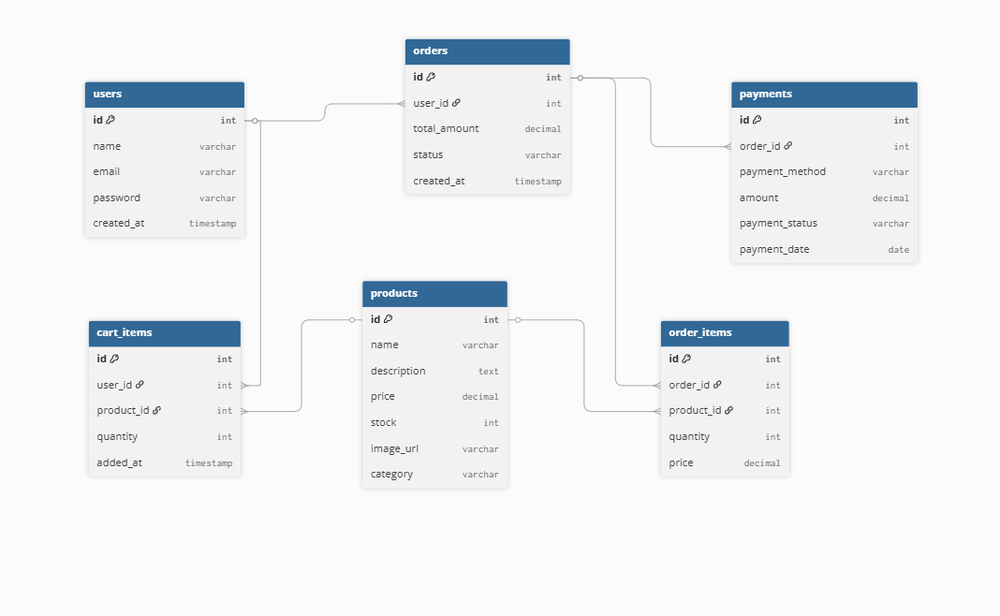 orders
id int
user_id int
total_amount decimal
status varchar
created_at timestamp
users
id int
name varchar
email varchar
password varchar
created_at timestamp
payments
id int
order_id int
payment_method varchar
amount decimal
payment_status varchar
payment_date date
products
id int
name varchar
description text
price decimal
stock int
image_url varchar
category varchar
cart_items
id int
user_id int
product_id int
quantity int
added_at timestamp
order_items
id int
order_id int
product_id int
quantity int
price decimal